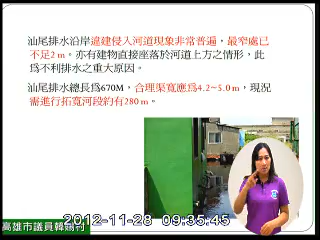 汕尾排水沿岸違建侵入河道現象非常普遍，最窄處已
不足2 m。亦有建物直接座落於河道上方之情形，此
為不利排水之重大原因。
汕尾排水總長為670M，合理渠寬應為4.2~5.0m，現況
需進行拓寬河段約有280 m。
高雄市議員韓賜村
2012-11-28 09:35:45